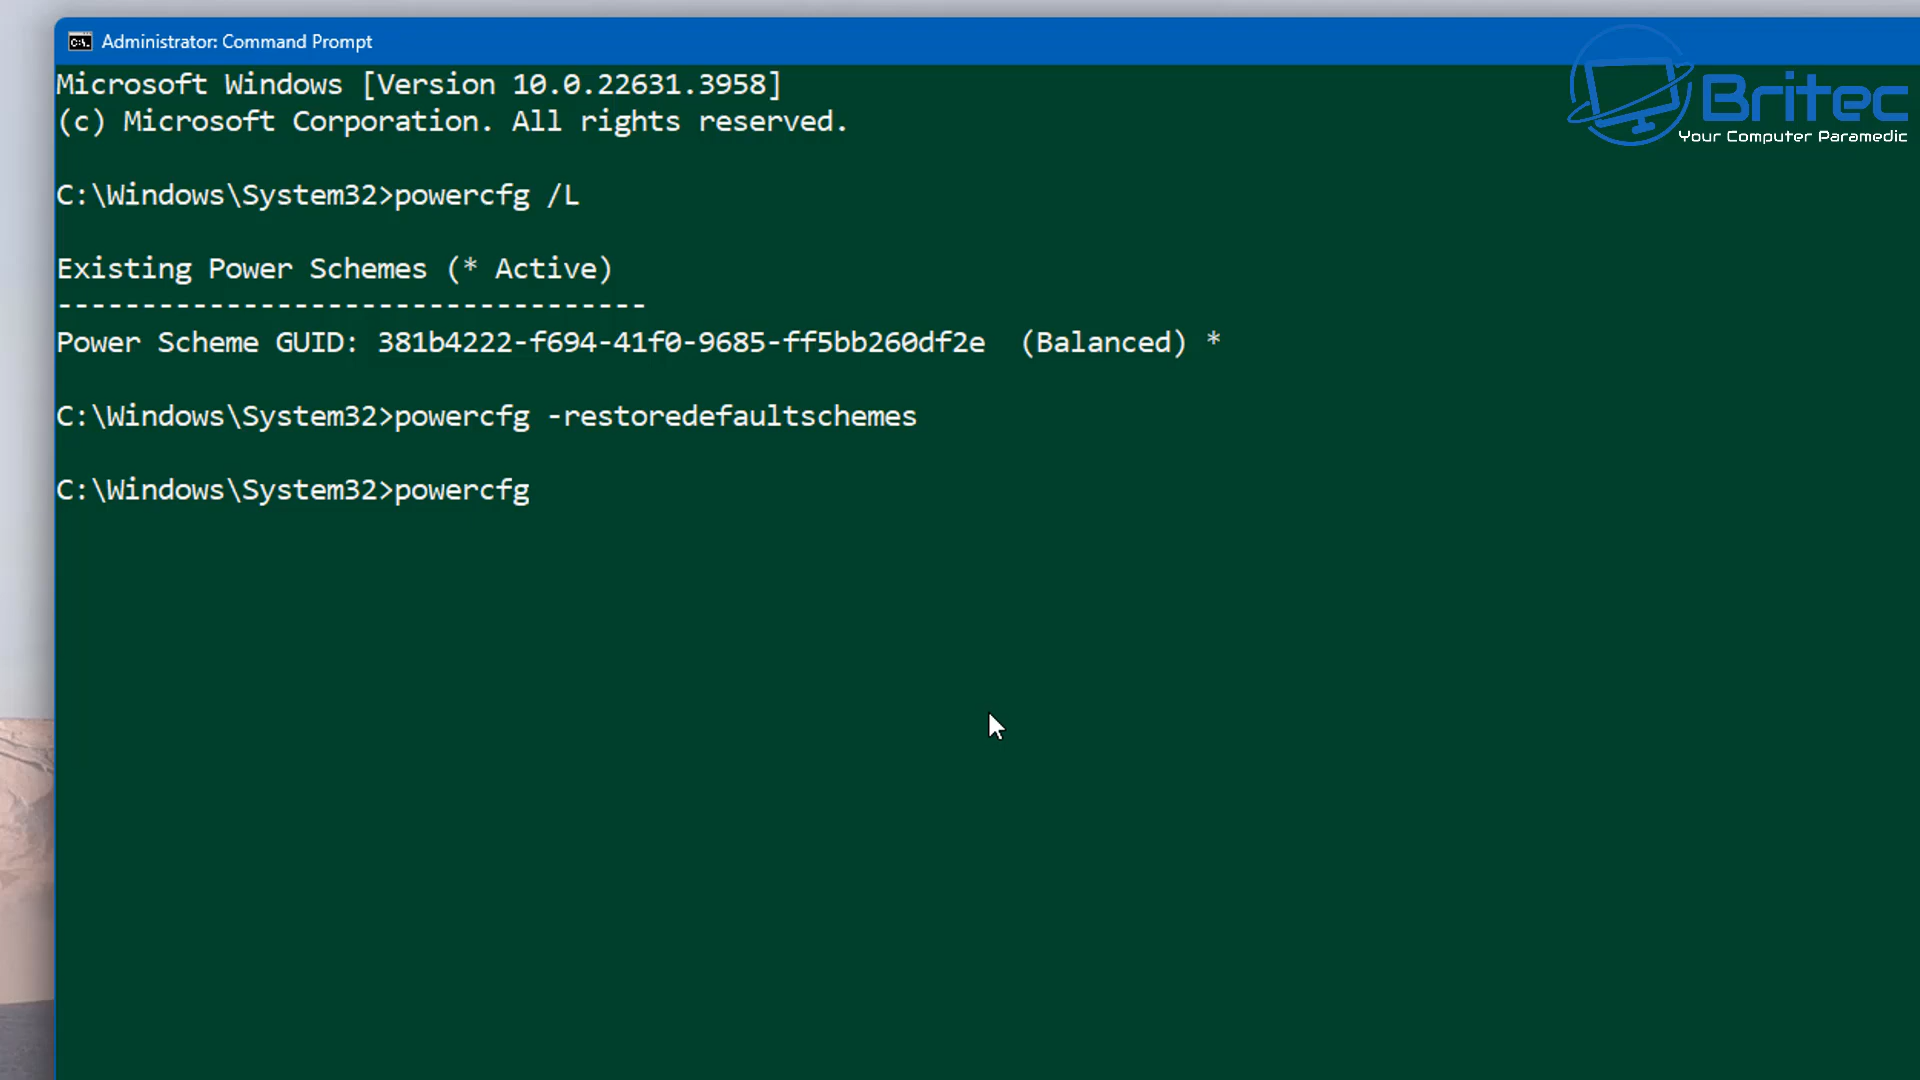 Administrator: Command Prompt
Microsoft Windows [Version 10.0.22631.3958]
(c) Microsoft Corporation. All rights reserved.
C:\Windows\System32>powercfg /L
Existing Power Schemes (* Active)
-----------------------------------
Power Scheme GUID: 381b4222-f694-41f0-9685-ff5bb260df2e  (Balanced) *
C:\Windows\System32>powercfg -restoredefaultschemes
C:\Windows\System32>powercfg
Britec
Your Computer Paramedic